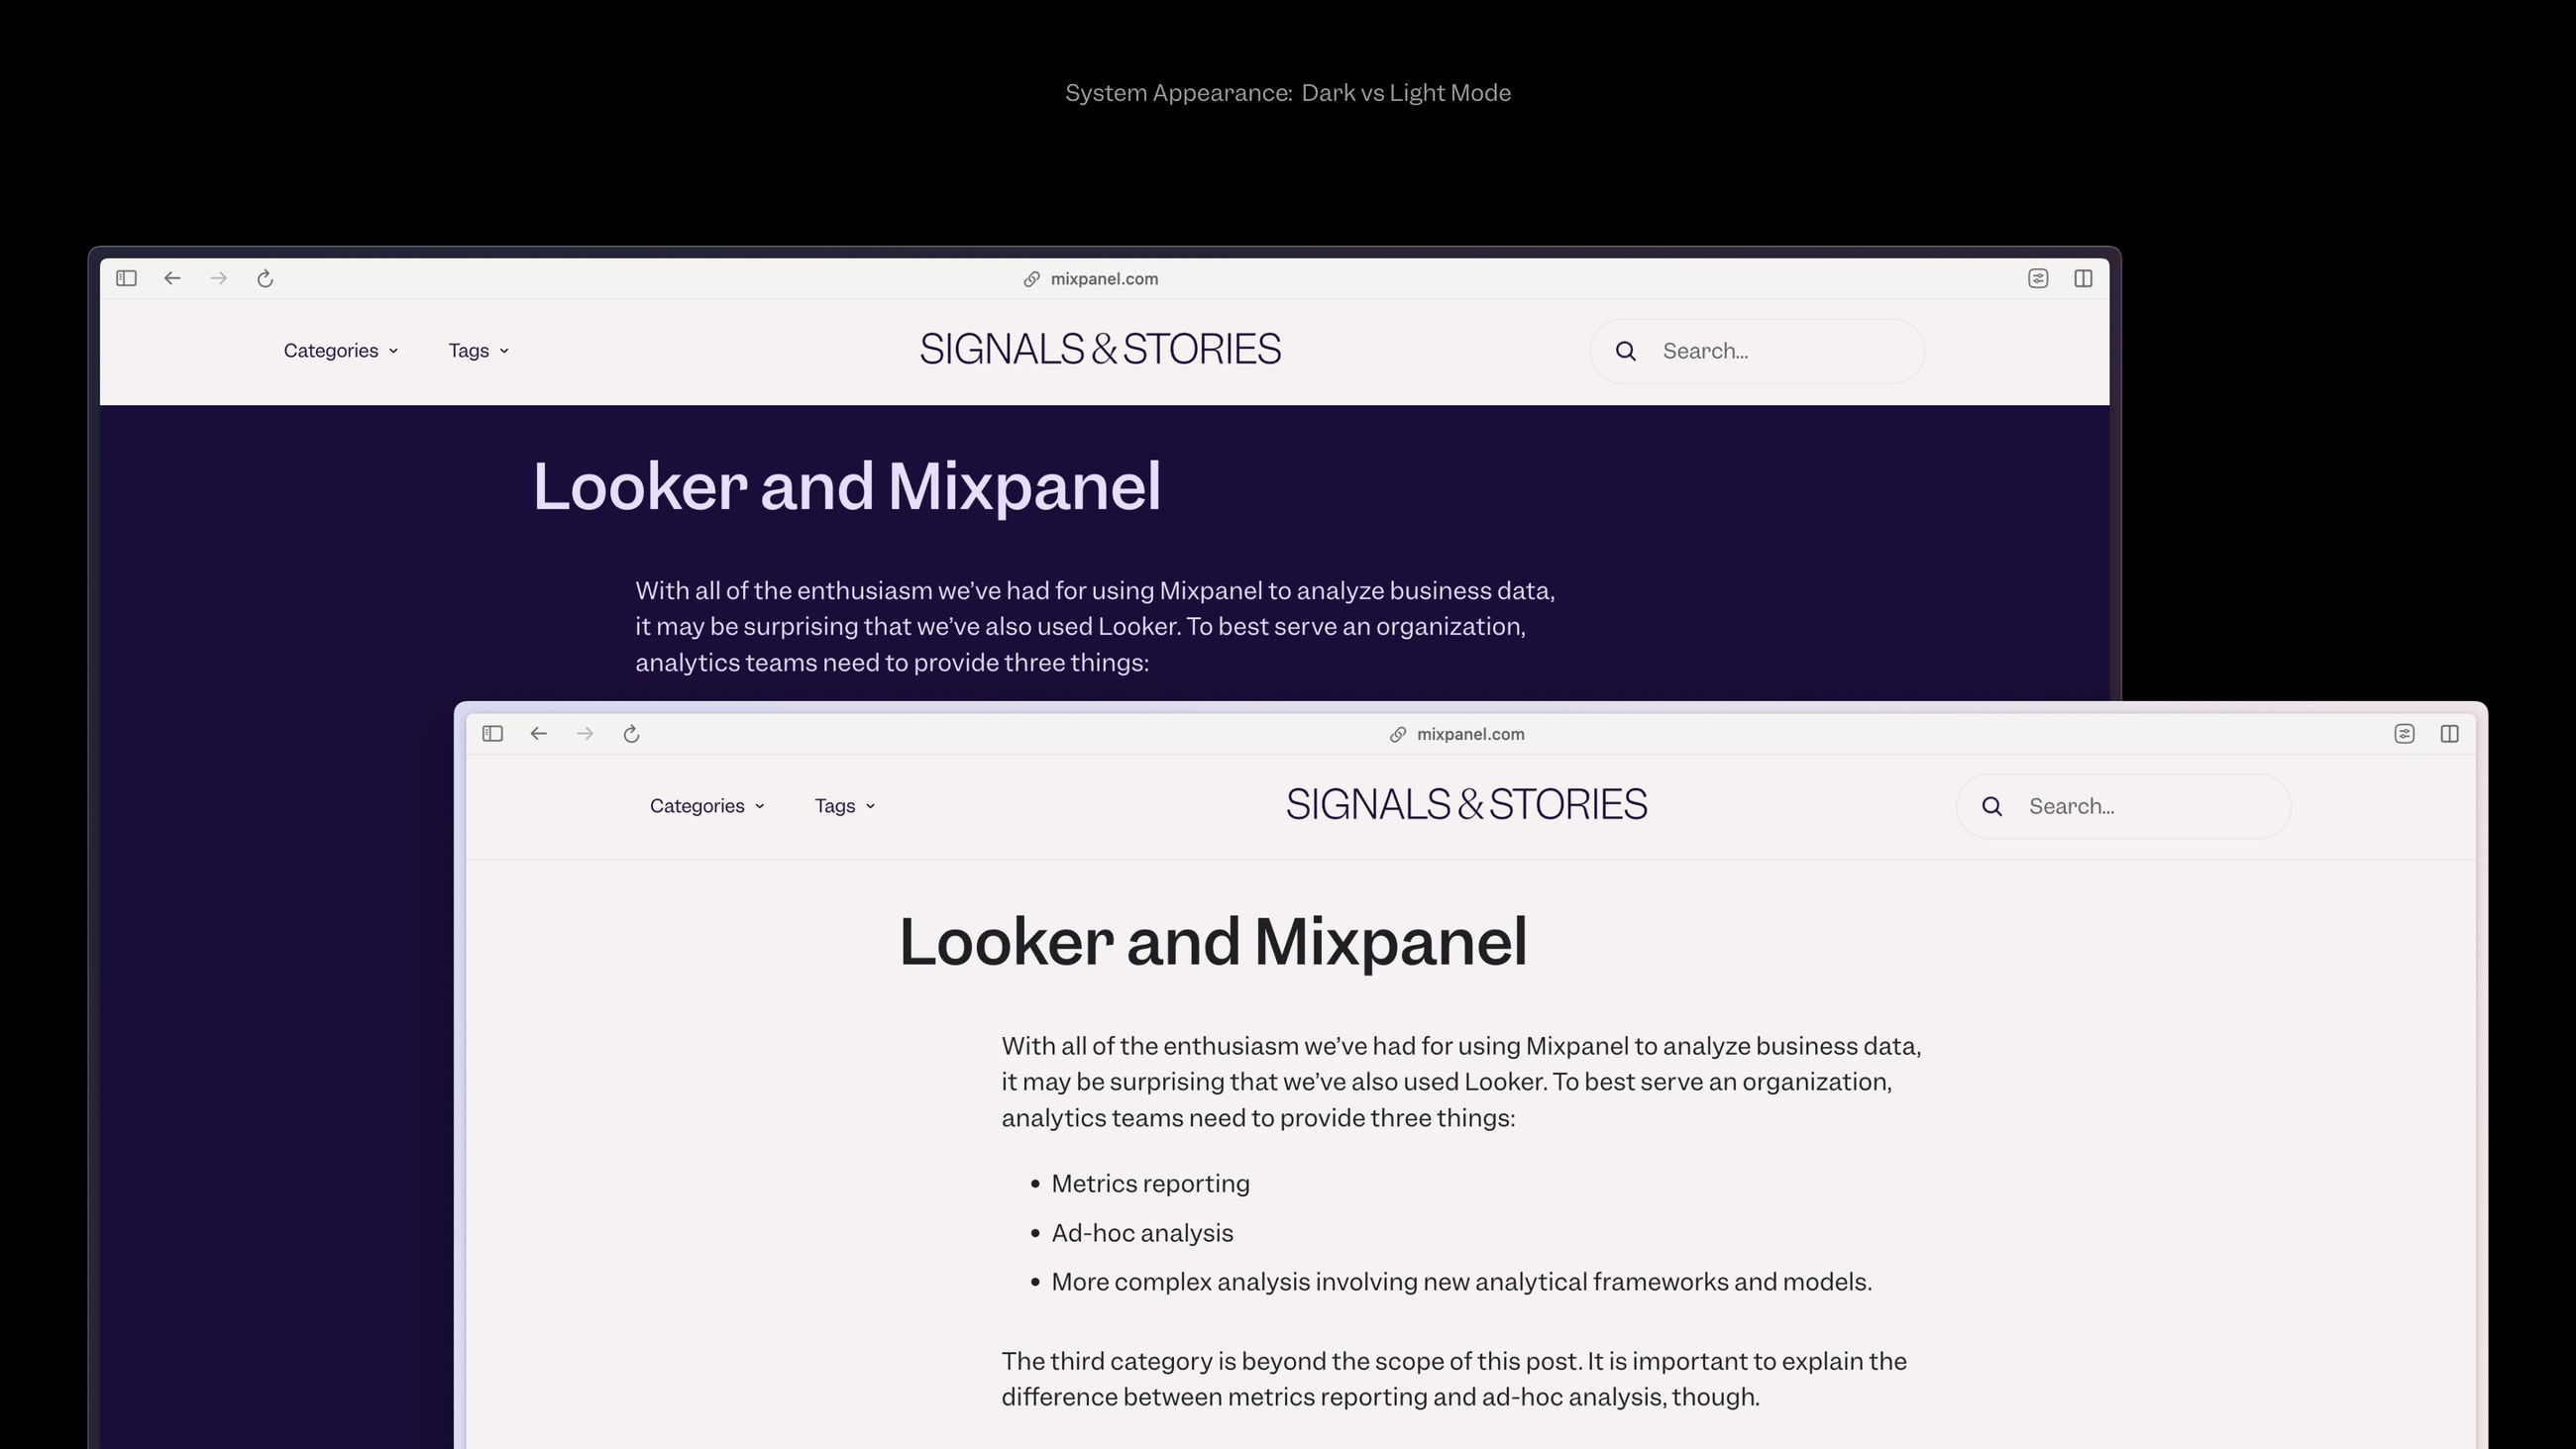 System Appearance: Dark vs Light Mode
mixpanel.com
Categories
Tags
SIGNALS & STORIES
Search...
Looker and Mixpanel
With all of the enthusiasm we’ve had for using Mixpanel to analyze business data,
it may be surprising that we’ve also used Looker. To best serve an organization,
analytics teams need to provide three things:
mixpanel.com
Categories
Tags
SIGNALS & STORIES
Search...
Looker and Mixpanel
With all of the enthusiasm we’ve had for using Mixpanel to analyze business data,
it may be surprising that we’ve also used Looker. To best serve an organization,
analytics teams need to provide three things:
• Metrics reporting
• Ad-hoc analysis
• More complex analysis involving new analytical frameworks and models.
The third category is beyond the scope of this post. It is important to explain the
difference between metrics reporting and ad-hoc analysis, though.